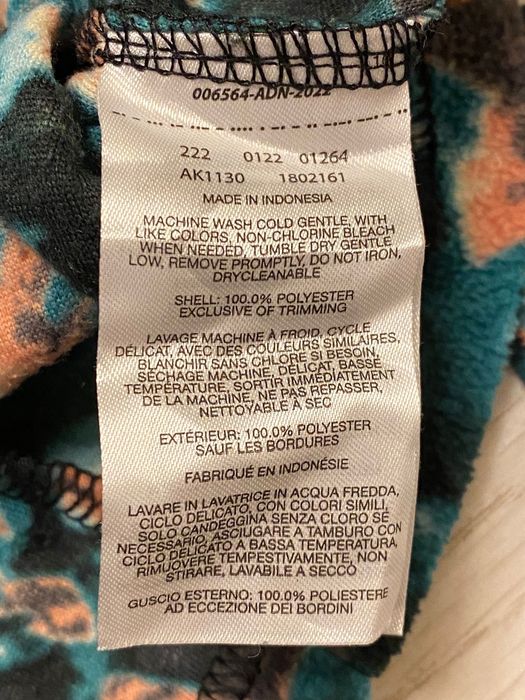 006564-ADN-2022
222 0122 01264
AK1130 1802161
MADE IN INDONESIA
MACHINE WASH COLD GENTLE, WITH
LIKE COLORS, NON-CHLORINE BLEACH
WHEN NEEDED, TUMBLE DRY GENTLE
LOW, REMOVE PROMPTLY, DO NOT IRON,
DRYCLEANABLE
SHELL: 100.0% POLYESTER
EXCLUSIVE OF TRIMMING
LAVAGE MACHINE À FROID, CYCLE
DÉLICAT, AVEC DES COULEURS SIMILAIRES,
BLANCHIR SANS CHLORE SI BESOIN,
SÉCHAGE MACHINE, DÉLICAT, BASSE
TEMPÉRATURE, SORTIR IMMÉDIATEMENT
DE LA MACHINE, NE PAS REPASSER,
NETTOYABLE À SEC
EXTÉRIEUR: 100.0% POLYESTER
SAUF LES BORDURES
FABRIQUÉ EN INDONÉSIE
LAVARE IN LAVATRICE IN ACQUA FREDDA,
CICLO DELICATO, CON COLORI SIMILI,
SOLO CANDEGGINA SENZA CLORO SE
NECESSARIO, ASCIUGARE A TAMBURO CON
CICLO DELICATO A BASSA TEMPERATURA,
RIMUOVERE TEMPESTIVAMENTE, NON
STIRARE, LAVABILE A SECCO
GUSCIO ESTERNO: 100.0% POLIESTERE
AD ECCEZIONE DEI BORDINI